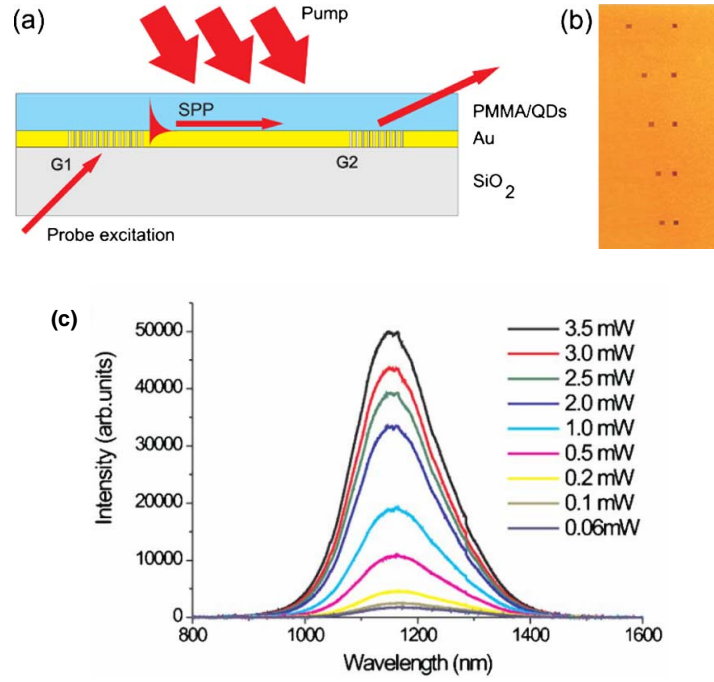 (a)
Pump
(b)
SPP
PMMA/QDs
Au
G1
G2
SiO2
Probe excitation
(c)
50000
40000
30000
20000
10000
0
Intensity (arb.units)
3.5 mW
3.0 mW
2.5 mW
2.0 mW
1.0 mW
0.5 mW
0.2 mW
0.1 mW
0.06mW
800 1000 1200 1400 1600
Wavelength (nm)